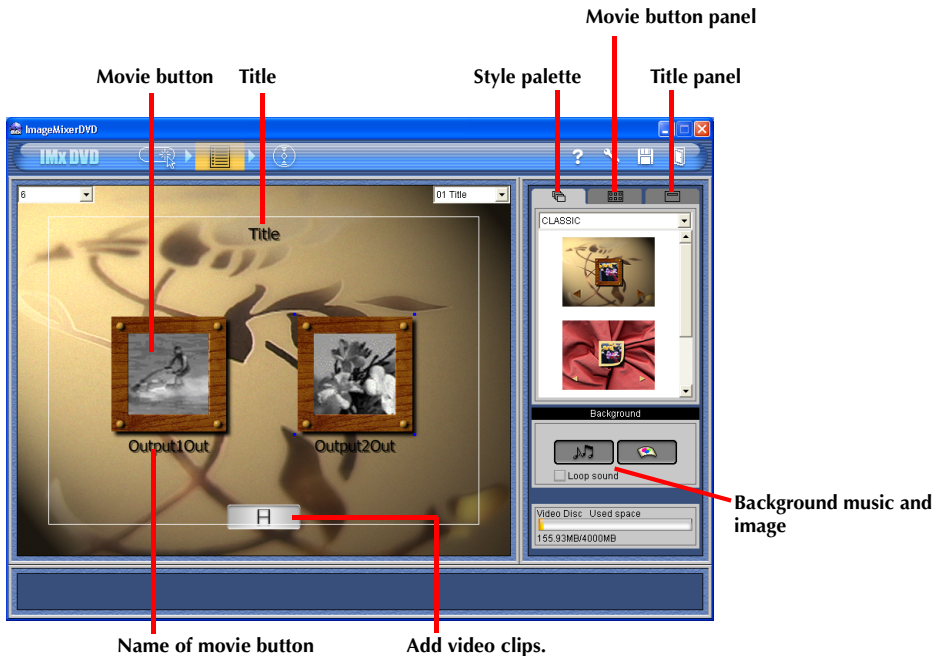 Movie button panel
Movie button
Title
Style palette
Title panel
ImageMixerDVD
IMx DVD
?
6
01 Title
Title
CLASSIC
Output1Out
Output2Out
Background
Loop sound
Background music and
image
Video Disc Used space
155.93MB/4000MB
Name of movie button
Add video clips.